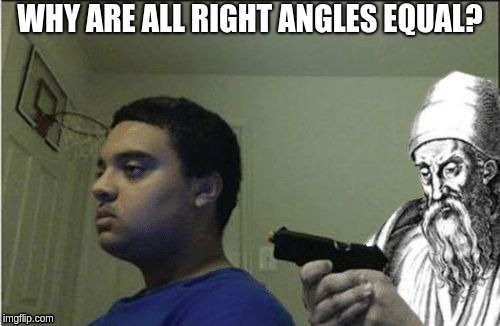 WHY ARE ALL RIGHT ANGLES EQUAL?
imgflip.com